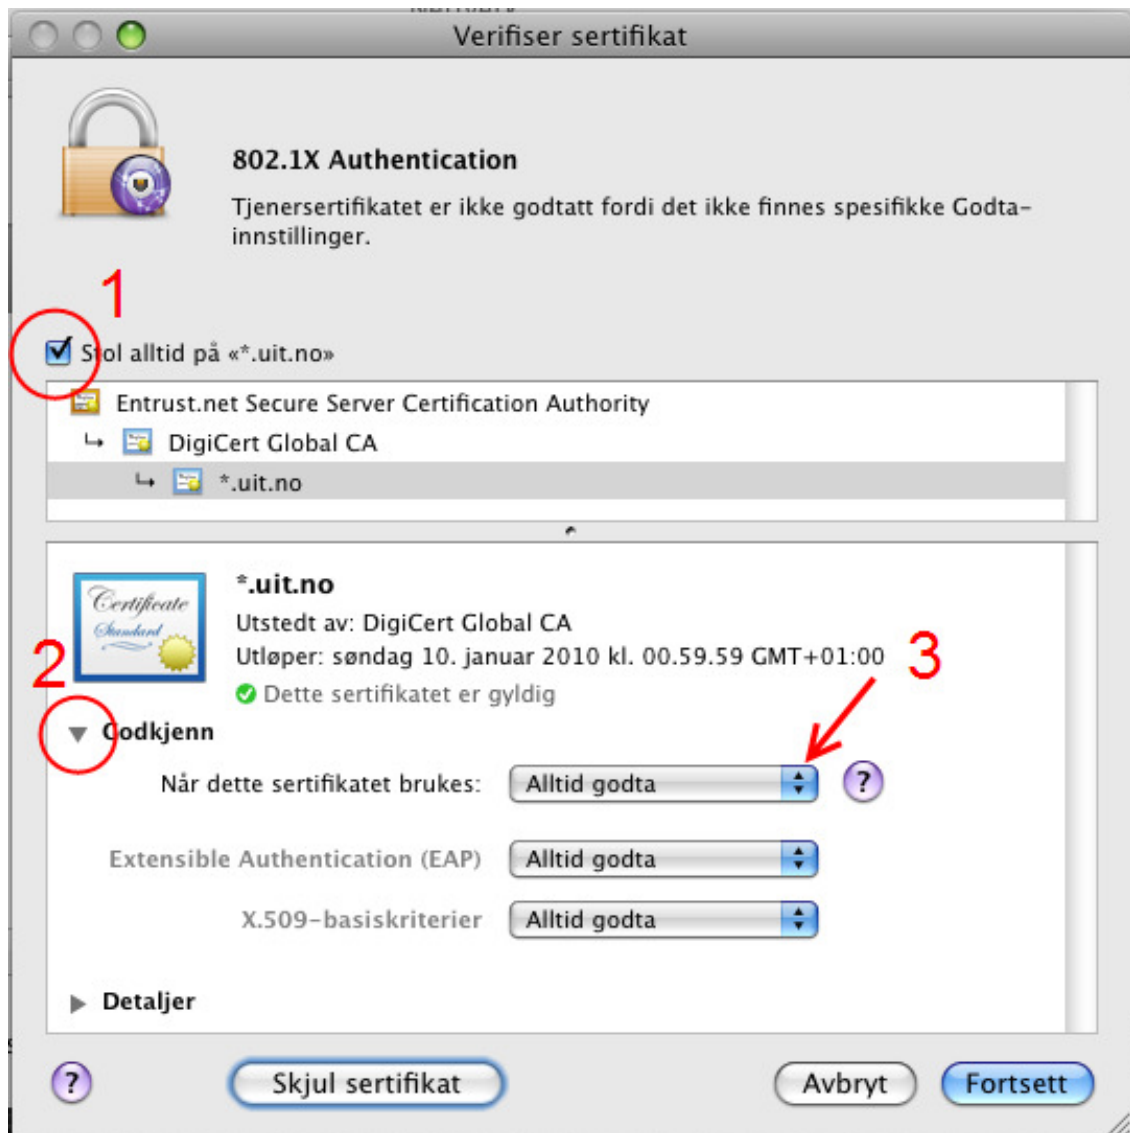 Verifiser sertifikat
802.1X Authentication
Tjenersertifikatet er ikke godtatt fordi det ikke finnes spesifikke Godta-
innstillinger.
1
Stol alltid på «*.uit.no»
Entrust.net Secure Server Certification Authority
DigiCert Global CA
*.uit.no
Certificate
Standard
*.uit.no
Utstedt av: DigiCert Global CA
Utløper: søndag 10. januar 2010 kl. 00.59.59 GMT+01:00
Dette sertifikatet er gyldig
2
3
Godkjenn
Når dette sertifikatet brukes: Alltid godta ?
Extensible Authentication (EAP) Alltid godta
X.509-basiskriterier Alltid godta
Detaljer
? Skjul sertifikat Avbryt Fortsett